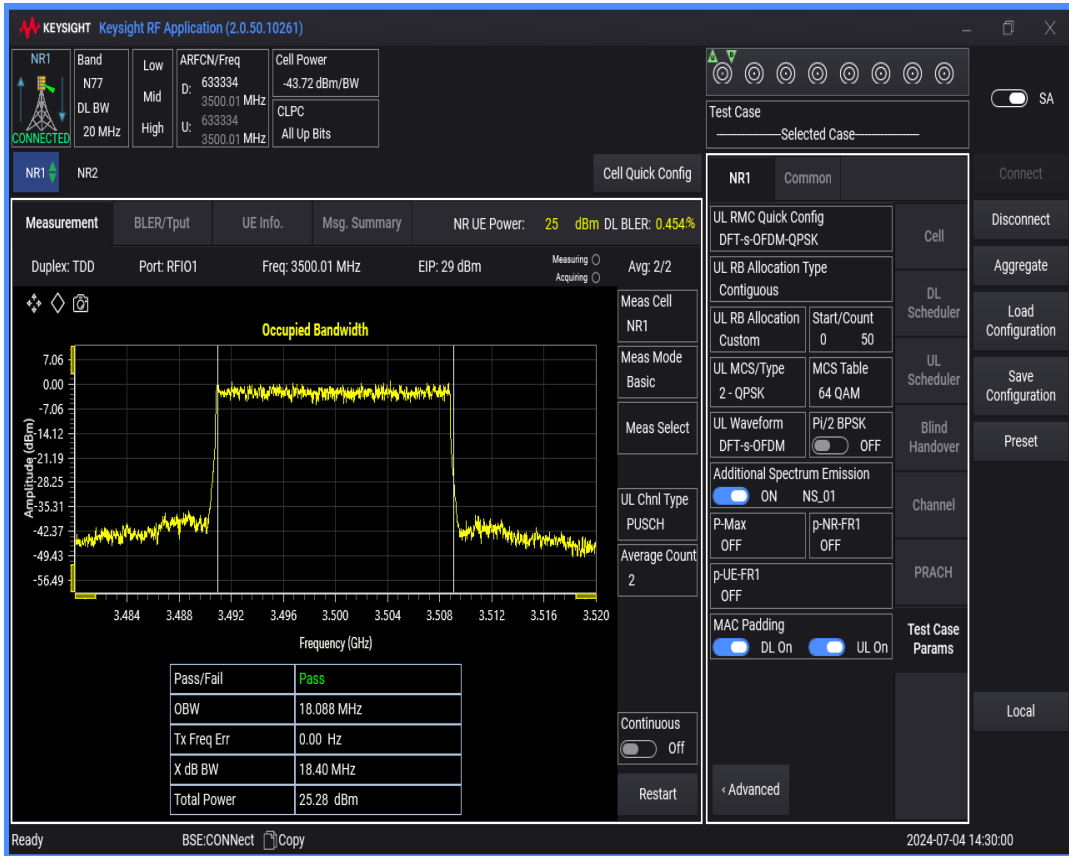 KEYSIGHT Keysight RF Application (2.0.50.10261)
NR1
CONNECTED
Band
N77
DL BW
20 MHz
Low
Mid
High
ARFCN/Freq
D: 633334
3500.01 MHz
U: 633334
3500.01 MHz
Cell Power
-43.72 dBm/BW
CLPC
All Up Bits
Test Case
---Selected Case---
SA
NR1
NR2
Cell Quick Config
NR1
Common
Connect
Disconnect
Aggregate
Load
Configuration
Save
Configuration
Preset
Local
Measurement
BLER/Tput
UE Info.
Msg. Summary
NR UE Power: 25 dBm DL BLER: 0.454%
Duplex: TDD
Port: RFIO1
Freq: 3500.01 MHz
EIP: 29 dBm
Measuring
Acquiring
Avg: 2/2
Occupied Bandwidth
Amplitude (dBm)
7.06
0.00
-7.06
-14.12
-21.19
-28.25
-35.31
-42.37
-49.43
-56.49
3.484 3.488 3.492 3.496 3.500 3.504 3.508 3.512 3.516 3.520
Frequency (GHz)
Pass/Fail Pass
OBW 18.088 MHz
Tx Freq Err 0.00 Hz
X dB BW 18.40 MHz
Total Power 25.28 dBm
Meas Cell
NR1
Meas Mode
Basic
Meas Select
UL Chnl Type
PUSCH
Average Count
2
Continuous
Off
Restart
UL RMC Quick Config
DFT-s-OFDM-QPSK
UL RB Allocation Type
Contiguous
UL RB Allocation
Custom
Start/Count
0 50
UL MCS/Type
2 - QPSK
MCS Table
64 QAM
UL Waveform
DFT-s-OFDM
Pi/2 BPSK
OFF
Additional Spectrum Emission
ON NS_01
P-Max
OFF
p-NR-FR1
OFF
p-UE-FR1
OFF
MAC Padding
DL On UL On
‹ Advanced
Cell
DL
Scheduler
UL
Scheduler
Blind
Handover
Channel
PRACH
Test Case
Params
Ready
BSE:CONNect
Copy
2024-07-04 14:30:00